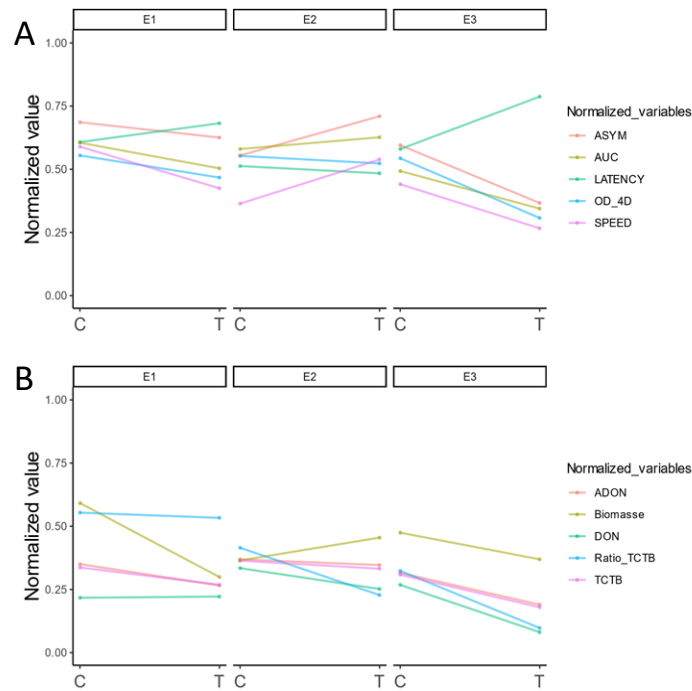 A
E1 E2 E3
Normalized value
1.00
0.75
0.50
0.25
0.00
C T C T C T
Normalized_variables
ASYM
AUC
LATENCY
OD_4D
SPEED
B
E1 E2 E3
Normalized value
1.00
0.75
0.50
0.25
0.00
C T C T C T
Normalized_variables
ADON
Biomasse
DON
Ratio_TCTB
TCTB